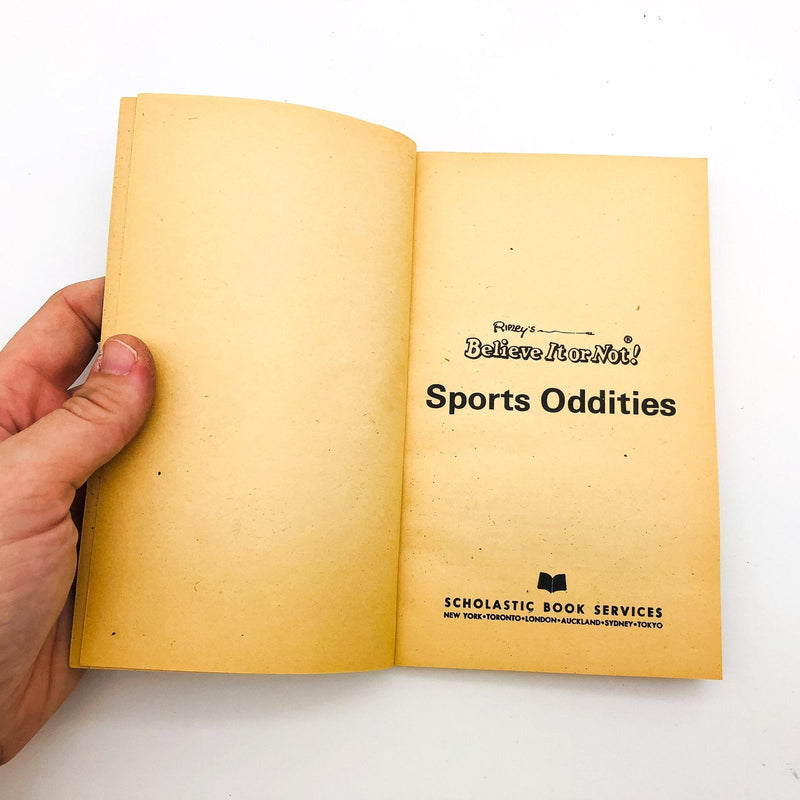 Ripley's
Believe It or Not!®
Sports Oddities
SCHOLASTIC BOOK SERVICES
NEW YORK•TORONTO•LONDON•AUCKLAND•SYDNEY•TOKYO